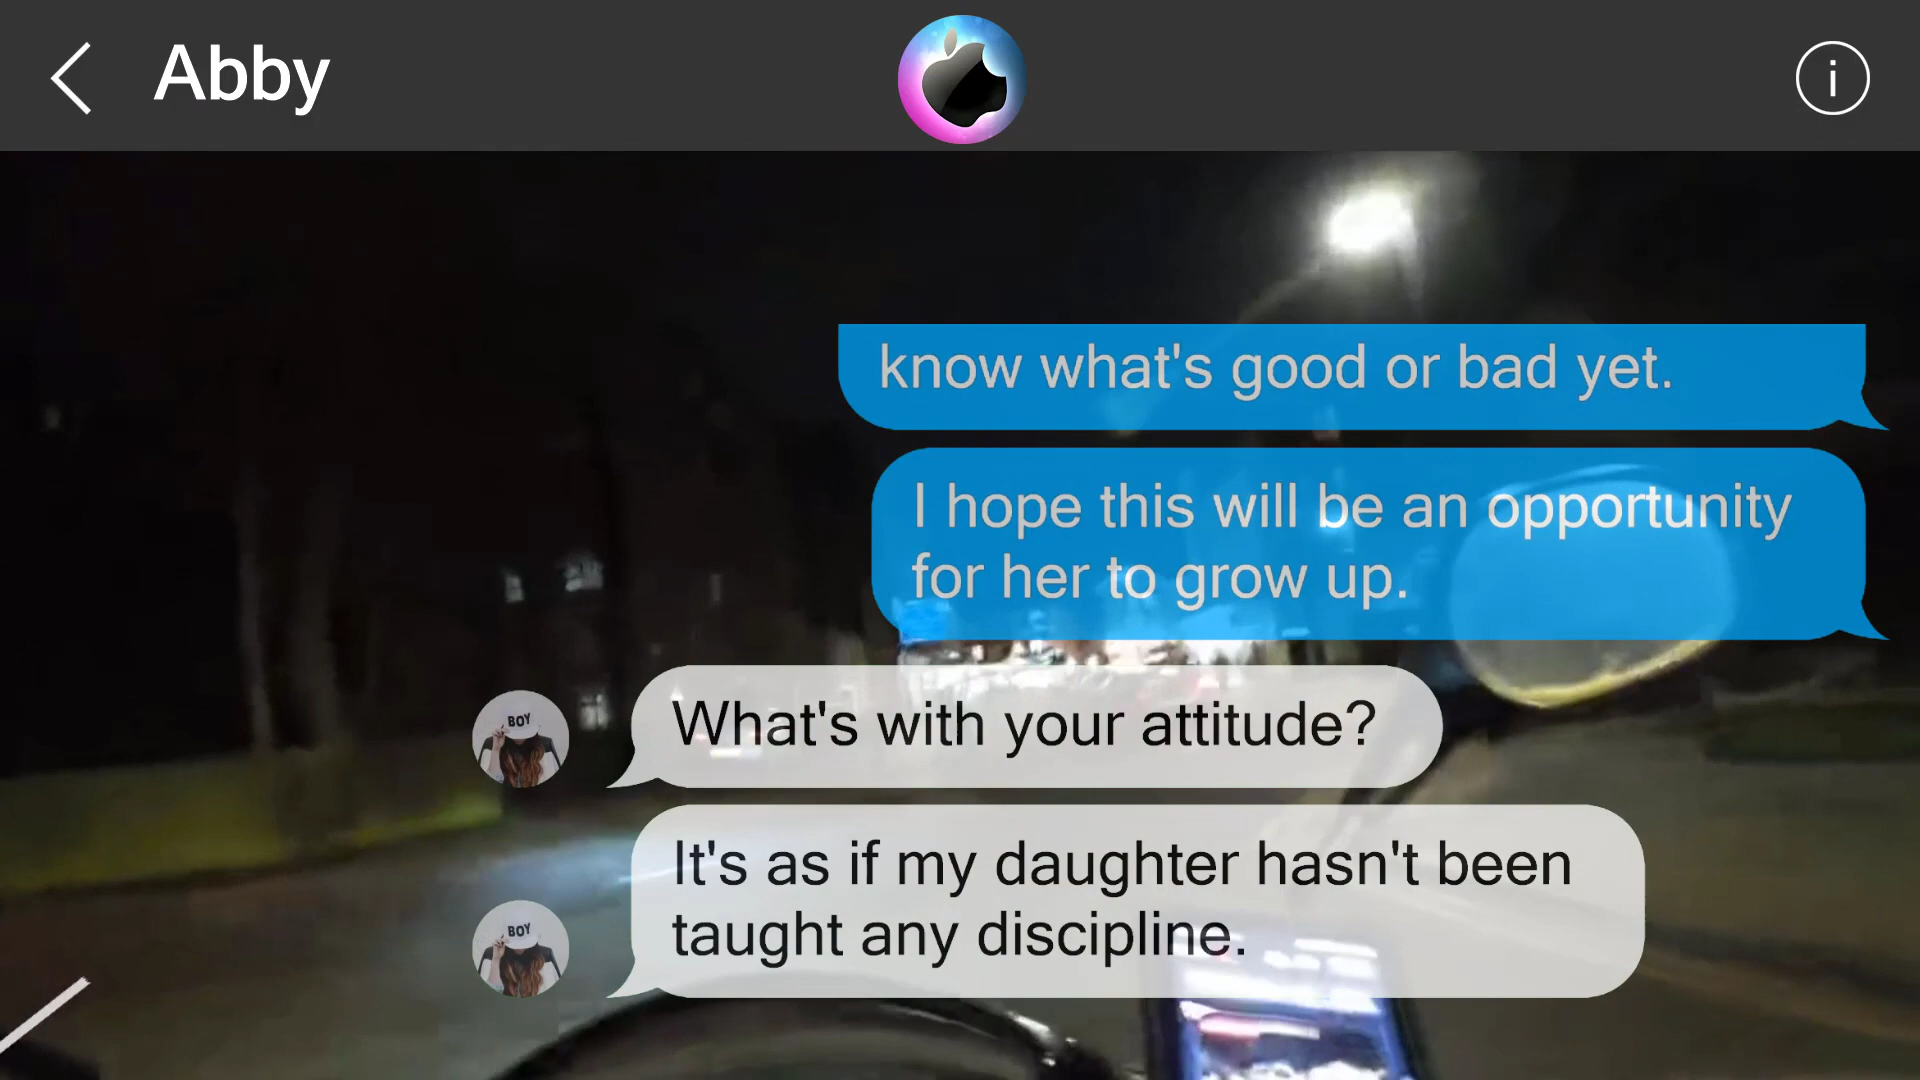 Abby
know what's good or bad yet.
I hope this will be an opportunity
for her to grow up.
What's with your attitude?
BOY
It's as if my daughter hasn't been
taught any discipline.
BOY